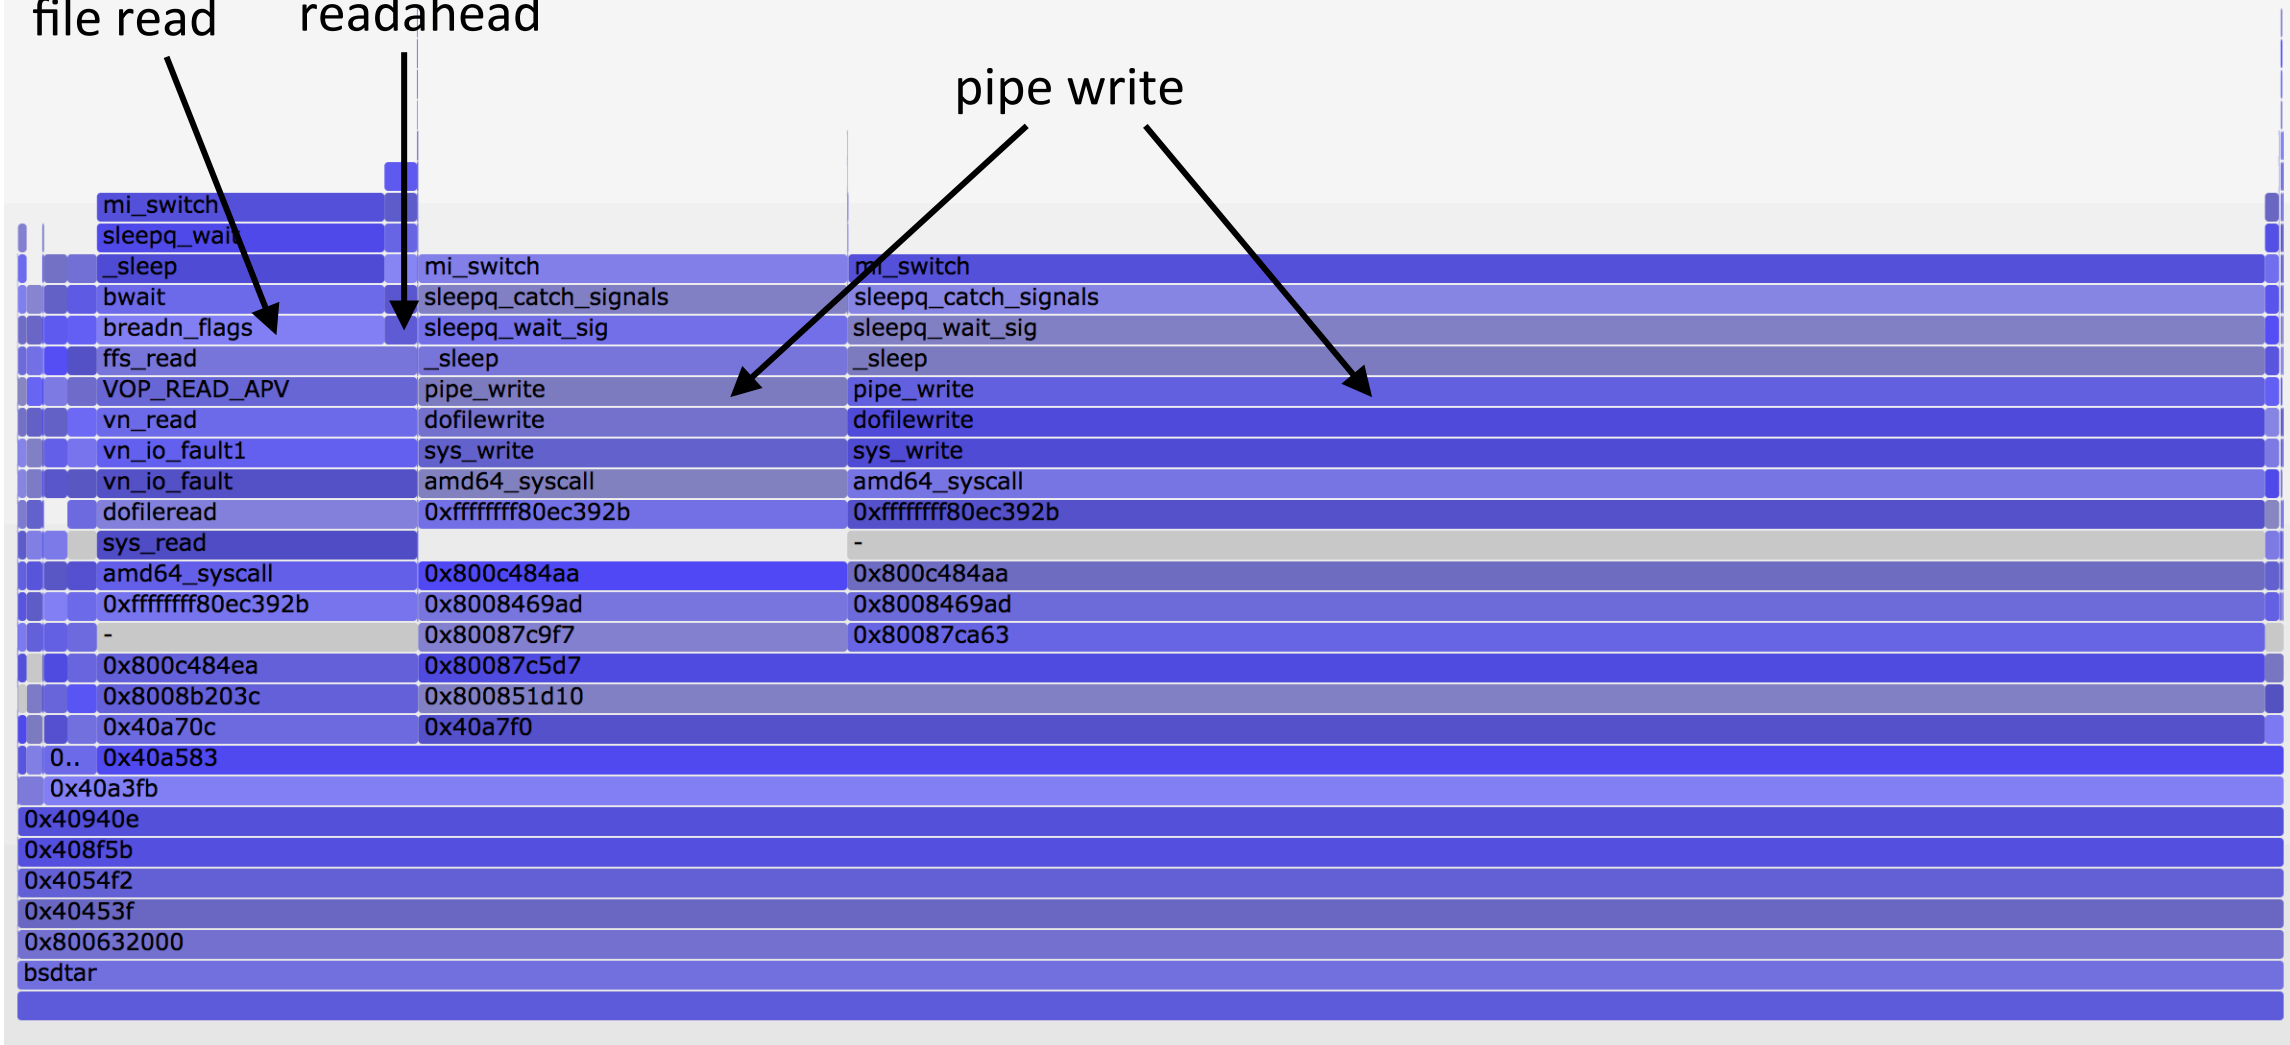 file read
readahead
pipe write
mi_switch
sleepq_wait
_sleep mi_switch mi_switch
bwait sleepq_catch_signals sleepq_catch_signals
breadn_flags sleepq_wait_sig sleepq_wait_sig
ffs_read _sleep _sleep
VOP_READ_APV pipe_write pipe_write
vn_read dofilewrite dofilewrite
vn_io_fault1 sys_write sys_write
vn_io_fault amd64_syscall amd64_syscall
dofileread 0xffffffff80ec392b 0xffffffff80ec392b
sys_read -
amd64_syscall 0x800c484aa 0x800c484aa
0xffffffff80ec392b 0x8008469ad 0x8008469ad
- 0x80087c9f7 0x80087ca63
0x800c484ea 0x80087c5d7
0x8008b203c 0x800851d10
0x40a70c 0x40a7f0
0.. 0x40a583
0x40a3fb
0x40940e
0x408f5b
0x4054f2
0x40453f
0x800632000
bsdtar